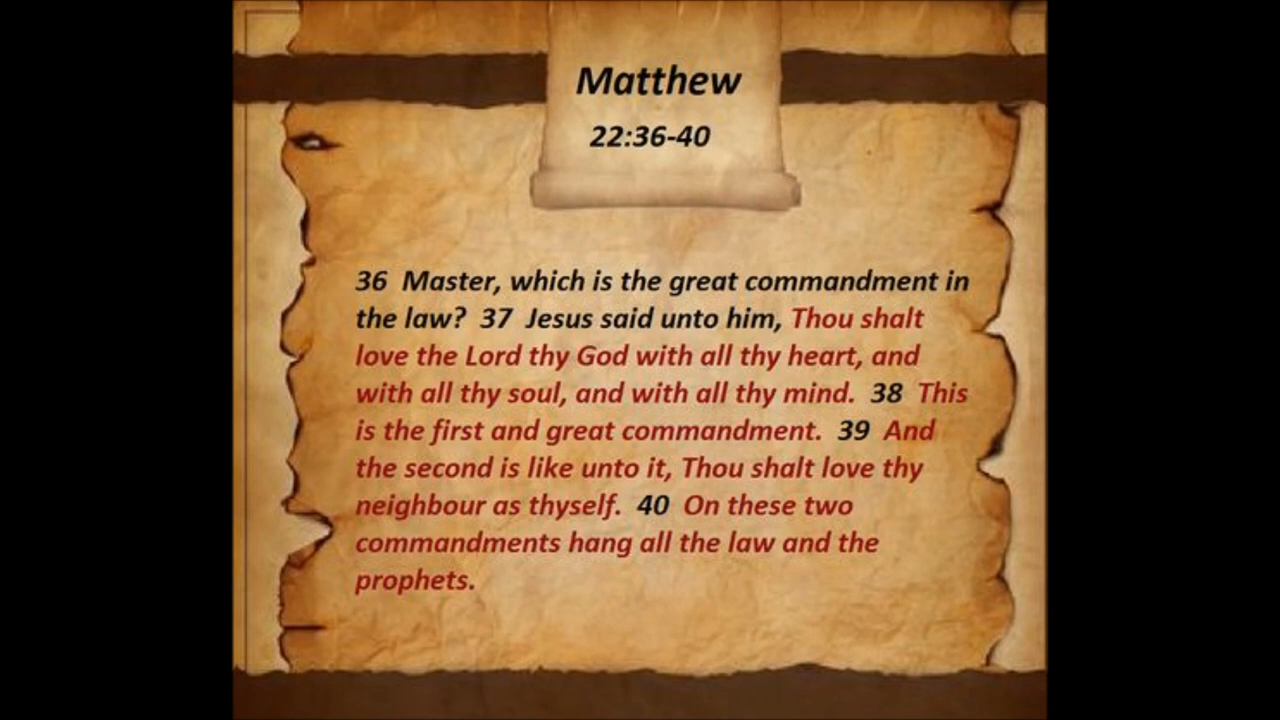 Matthew
22:36-40
36 Master, which is the great commandment in
the law? 37 Jesus said unto him, Thou shalt
love the Lord thy God with all thy heart, and
with all thy soul, and with all thy mind. 38 This
is the first and great commandment. 39 And
the second is like unto it, Thou shalt love thy
neighbour as thyself. 40 On these two
commandments hang all the law and the
prophets.